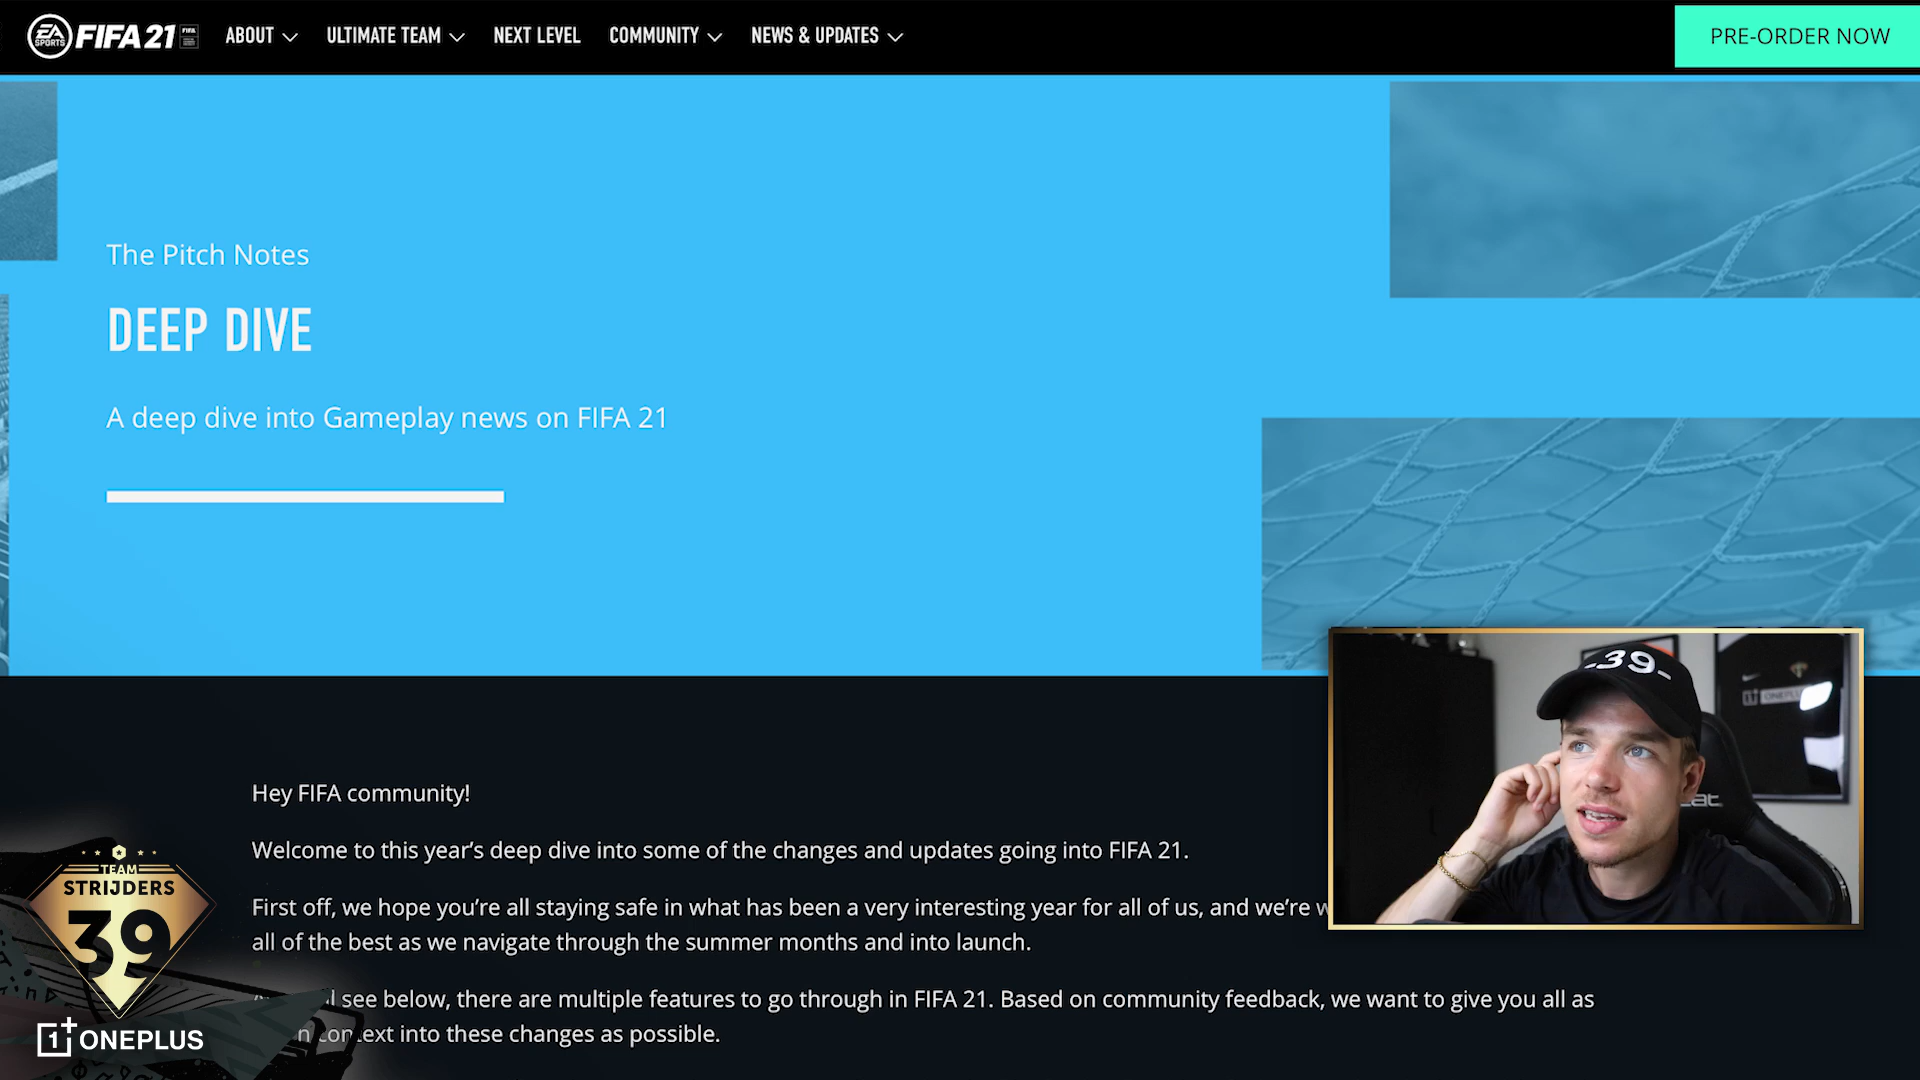 EA SPORTS FIFA 21 ABOUT ULTIMATE TEAM NEXT LEVEL COMMUNITY NEWS & UPDATES PRE-ORDER NOW
The Pitch Notes
DEEP DIVE
A deep dive into Gameplay news on FIFA 21
-39-
ONEPL
Hey FIFA community!
Welcome to this year's deep dive into some of the changes and updates going into FIFA 21.
First off, we hope you're all staying safe in what has been a very interesting year for all of us, and we're w
all of the best as we navigate through the summer months and into launch.
see below, there are multiple features to go through in FIFA 21. Based on community feedback, we want to give you all as
context into these changes as possible.
TEAM
STRIJDERS
39
ONEPLUS